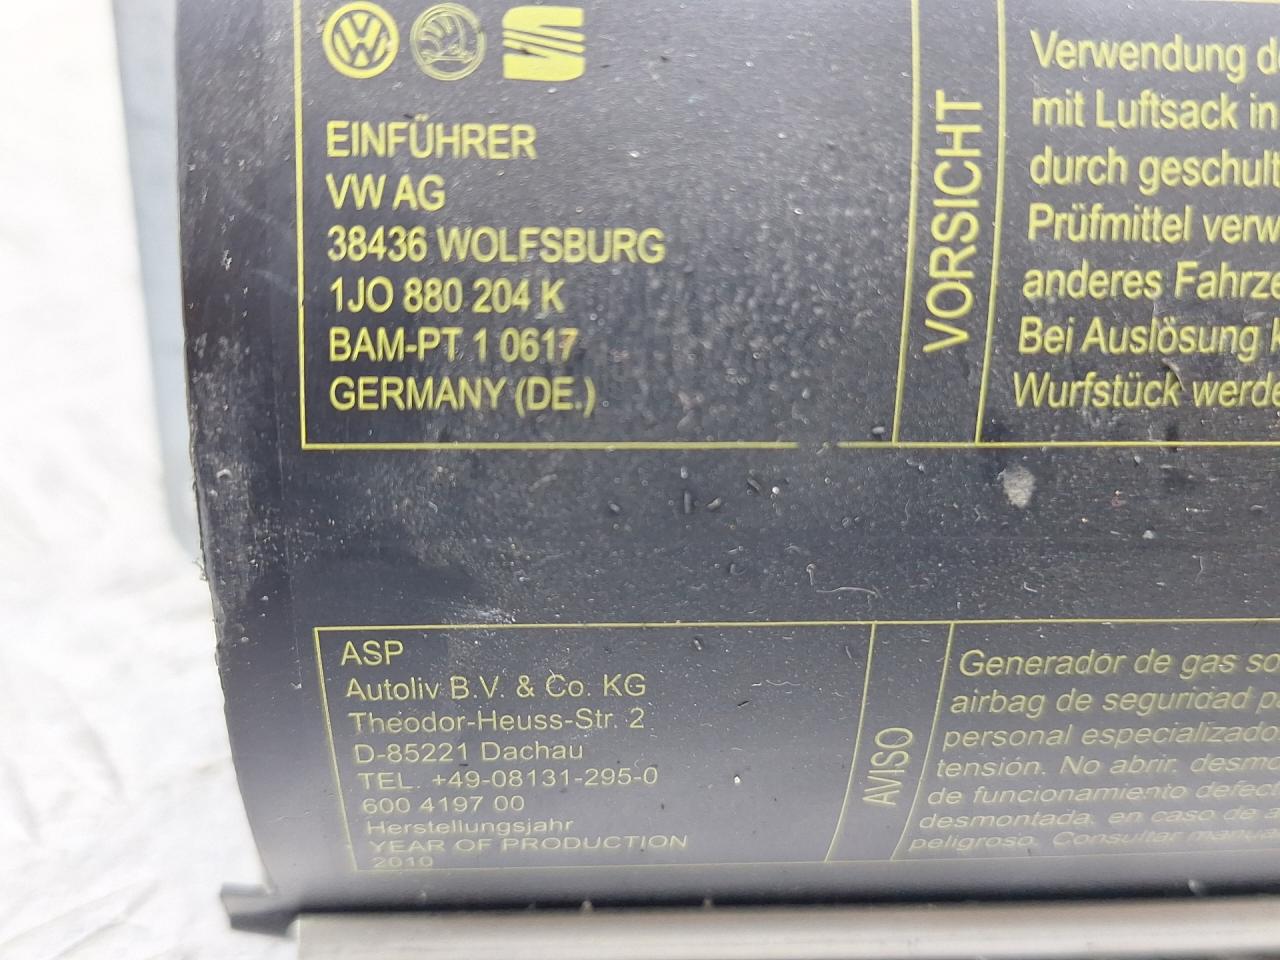 EINFÜHRER
VW AG
38436 WOLFSBURG
1JO 880 204 K
BAM-PT 1 0617
GERMANY (DE.)
VORSICHT
Verwendung
mit Luftsack in
durch geschult
Prüfmittel verw
anderes Fahrze
Bei Auslösung
Wurfstück werde
ASP
Autoliv B.V. & Co. KG
Theodor-Heuss-Str. 2
D-85221 Dachau
TEL. +49-08131-295-0
600 4197 00
Herstellungsjahr
YEAR OF PRODUCTION
2010
AVISO
Generador de gas so
airbag de seguridad p
personal especializado
tensión. No abrir, desmo
de funcionamiento defect
desmontada, en caso de a
peligroso. Consultar manua